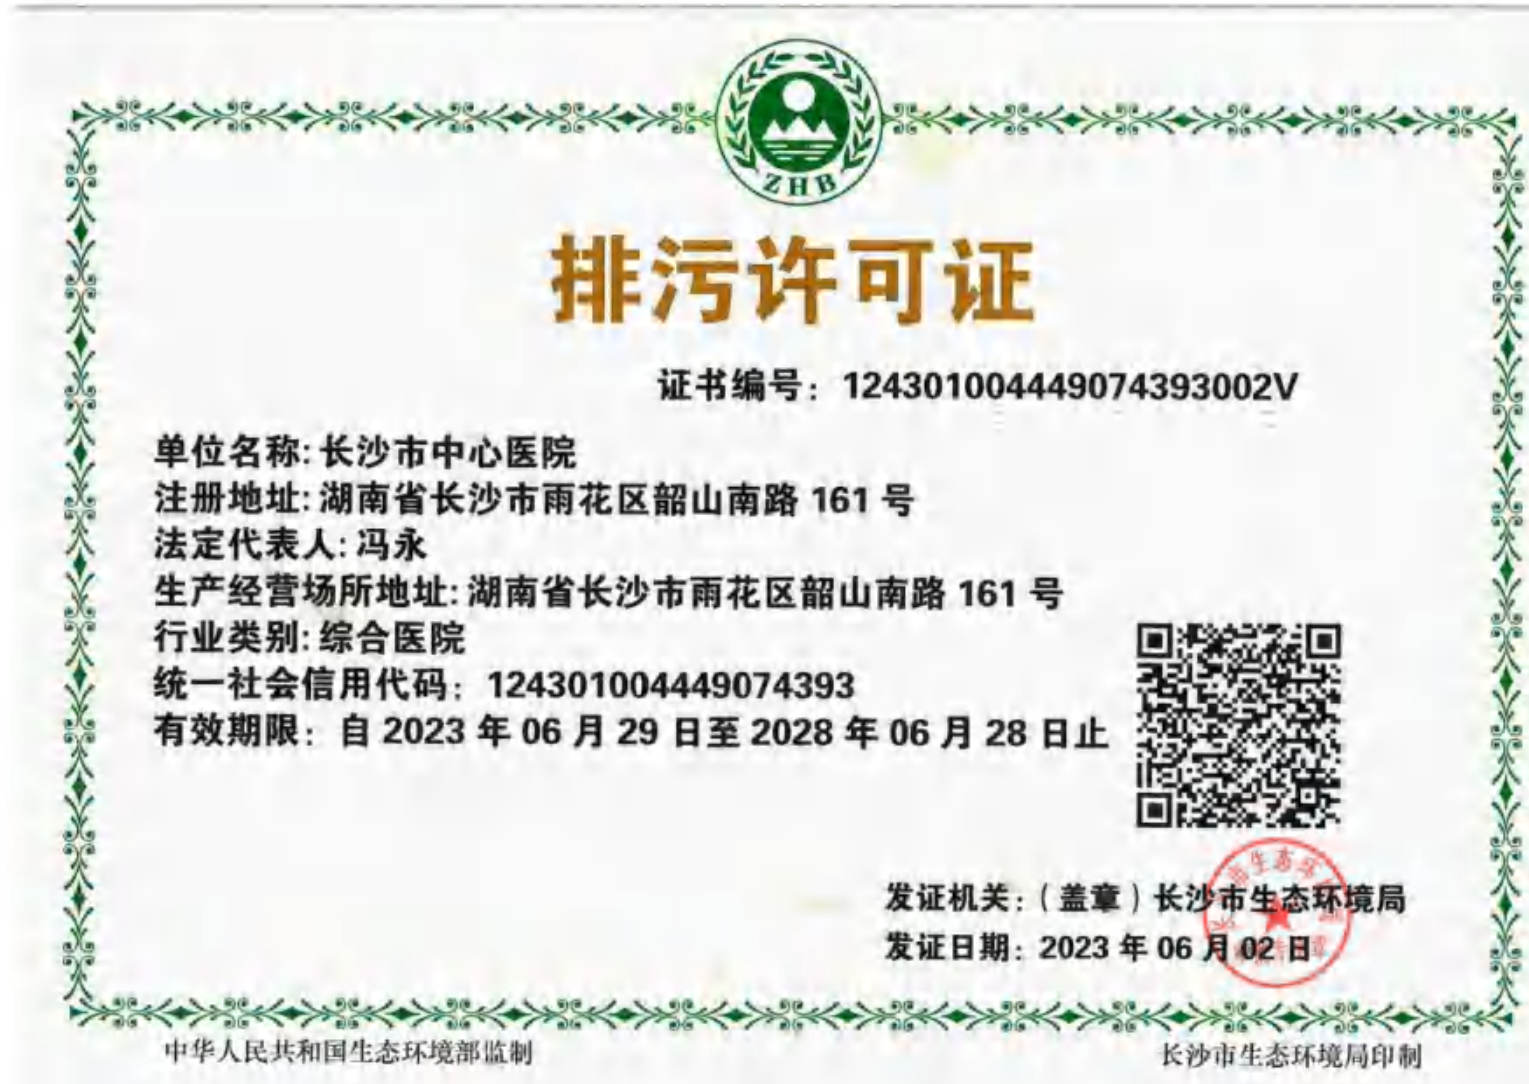 ZHB
排污许可证
证书编号：124301004449074393002V
单位名称:长沙市中心医院
注册地址:湖南省长沙市雨花区韶山南路 161 号
法定代表人:冯永
生产经营场所地址:湖南省长沙市雨花区韶山南路 161 号
行业类别:综合医院
统一社会信用代码：124301004449074393
有效期限：自 2023 年 06 月 29 日至 2028 年 06 月 28 日止
发证机关:（盖章）长沙市生态环境局
发证日期: 2023 年 06 月 02 日
中华人民共和国生态环境部监制
长沙市生态环境局印制